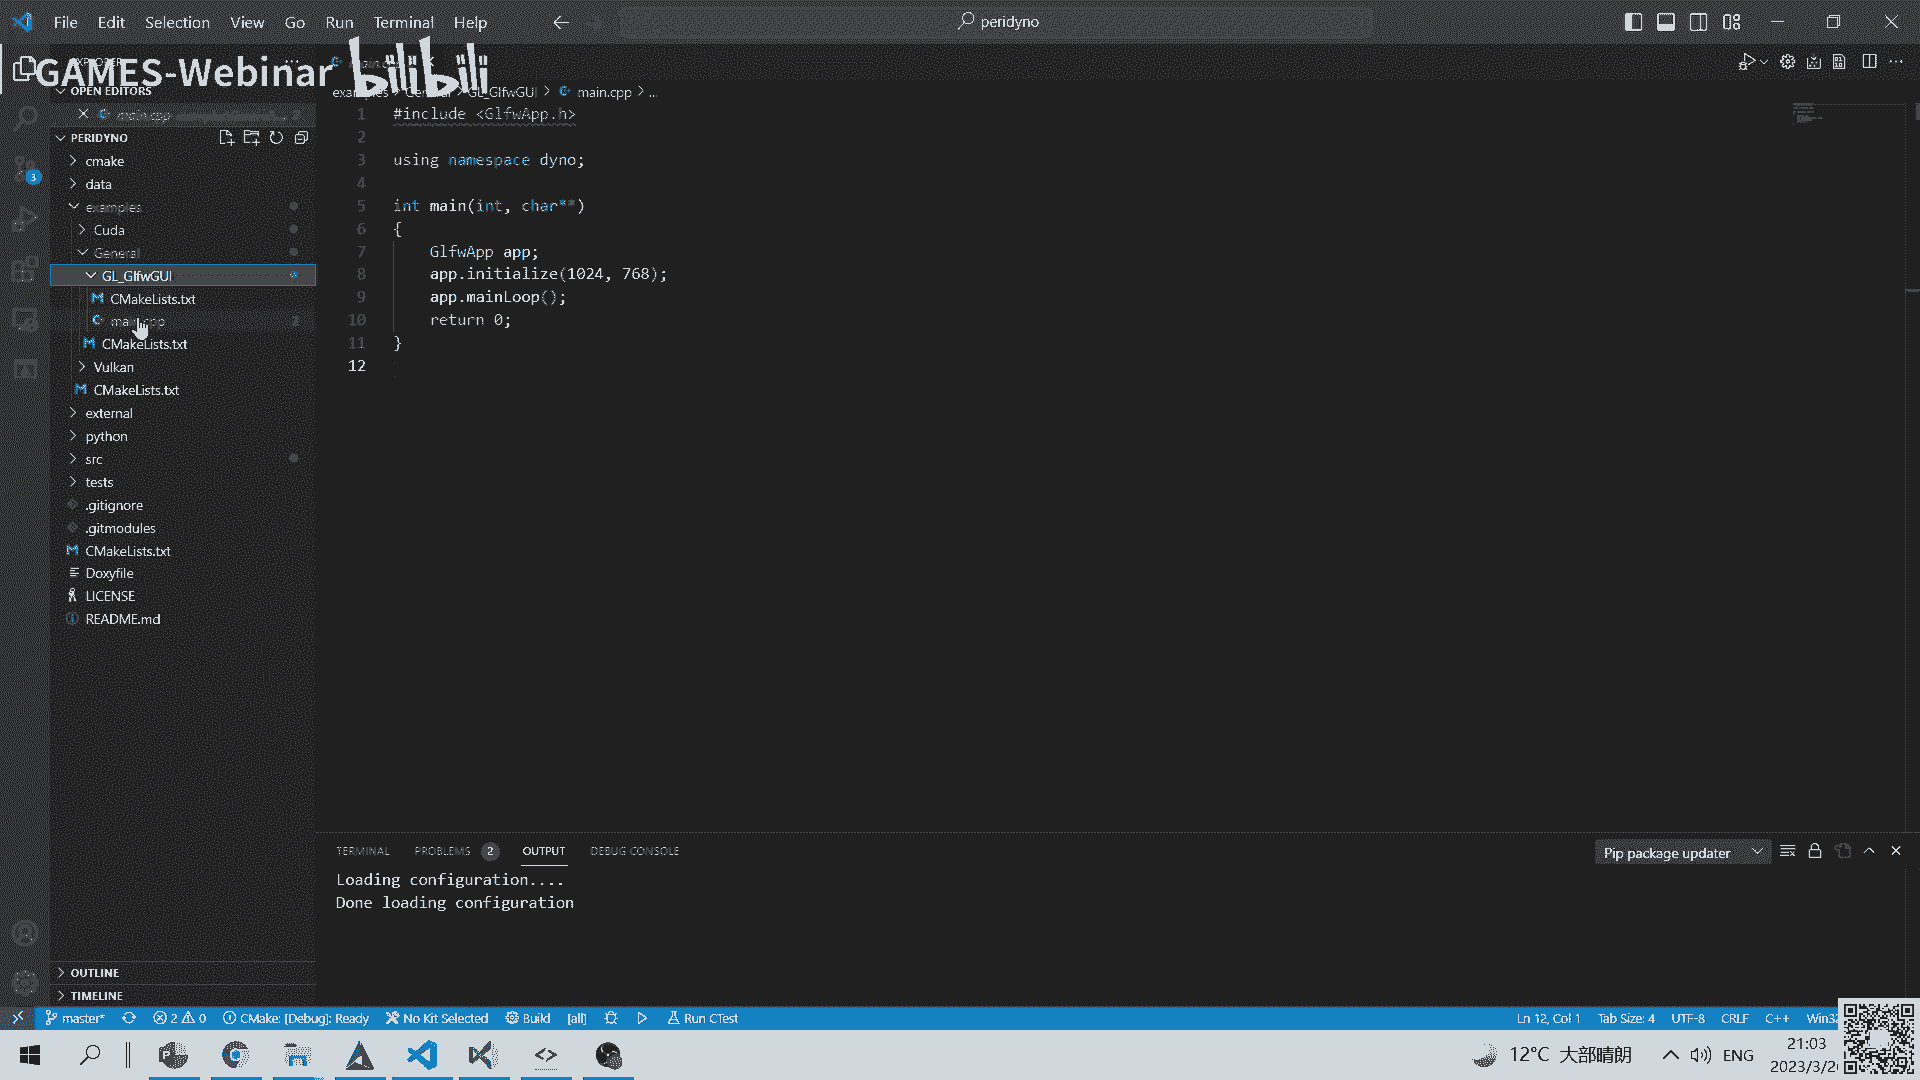 File Edit Selection View Go Run Terminal Help
peridyno
GAMES-Webinar bilibili
OPEN EDITORS
main.cpp
PERIDYNO
cmake
data
examples
Cuda
General
GL_GlfwGUI
CMakeLists.txt
main.cpp 2
CMakeLists.txt
Vulkan
CMakeLists.txt
external
python
src
tests
.gitignore
.gitmodules
CMakeLists.txt
Doxyfile
LICENSE
README.md
OUTLINE
TIMELINE
3
examples > General > GL_GlfwGUI > main.cpp > ...
1 #include <GlfwApp.h>
2
3 using namespace dyno;
4
5 int main(int, char**)
6 {
7 GlfwApp app;
8 app.initialize(1024, 768);
9 app.mainLoop();
10 return 0;
11 }
12
TERMINAL PROBLEMS 2 OUTPUT DEBUG CONSOLE Pip package updater
Loading configuration....
Done loading configuration
master* 2 0 CMake: [Debug]: Ready No Kit Selected Build [all] Run CTest Ln 12, Col 1 Tab Size: 4 UTF-8 CRLF C++ Win32
12°C 大部晴朗 ENG
21:03